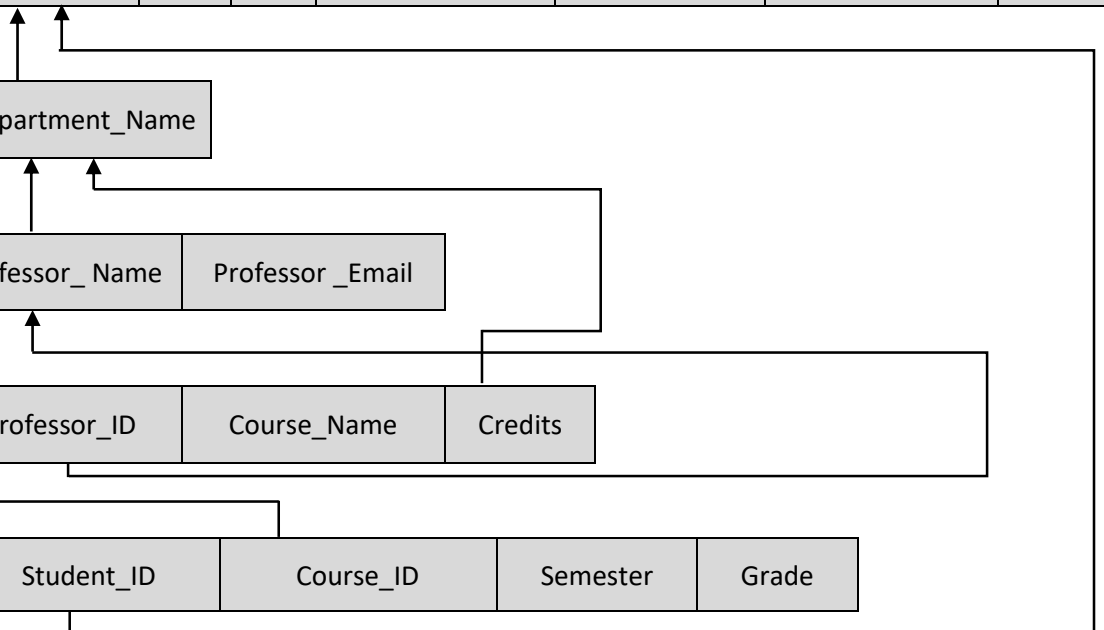 partment_Name
fessor_ Name Professor _Email
rofessor_ID Course_Name Credits
Student_ID Course_ID Semester Grade